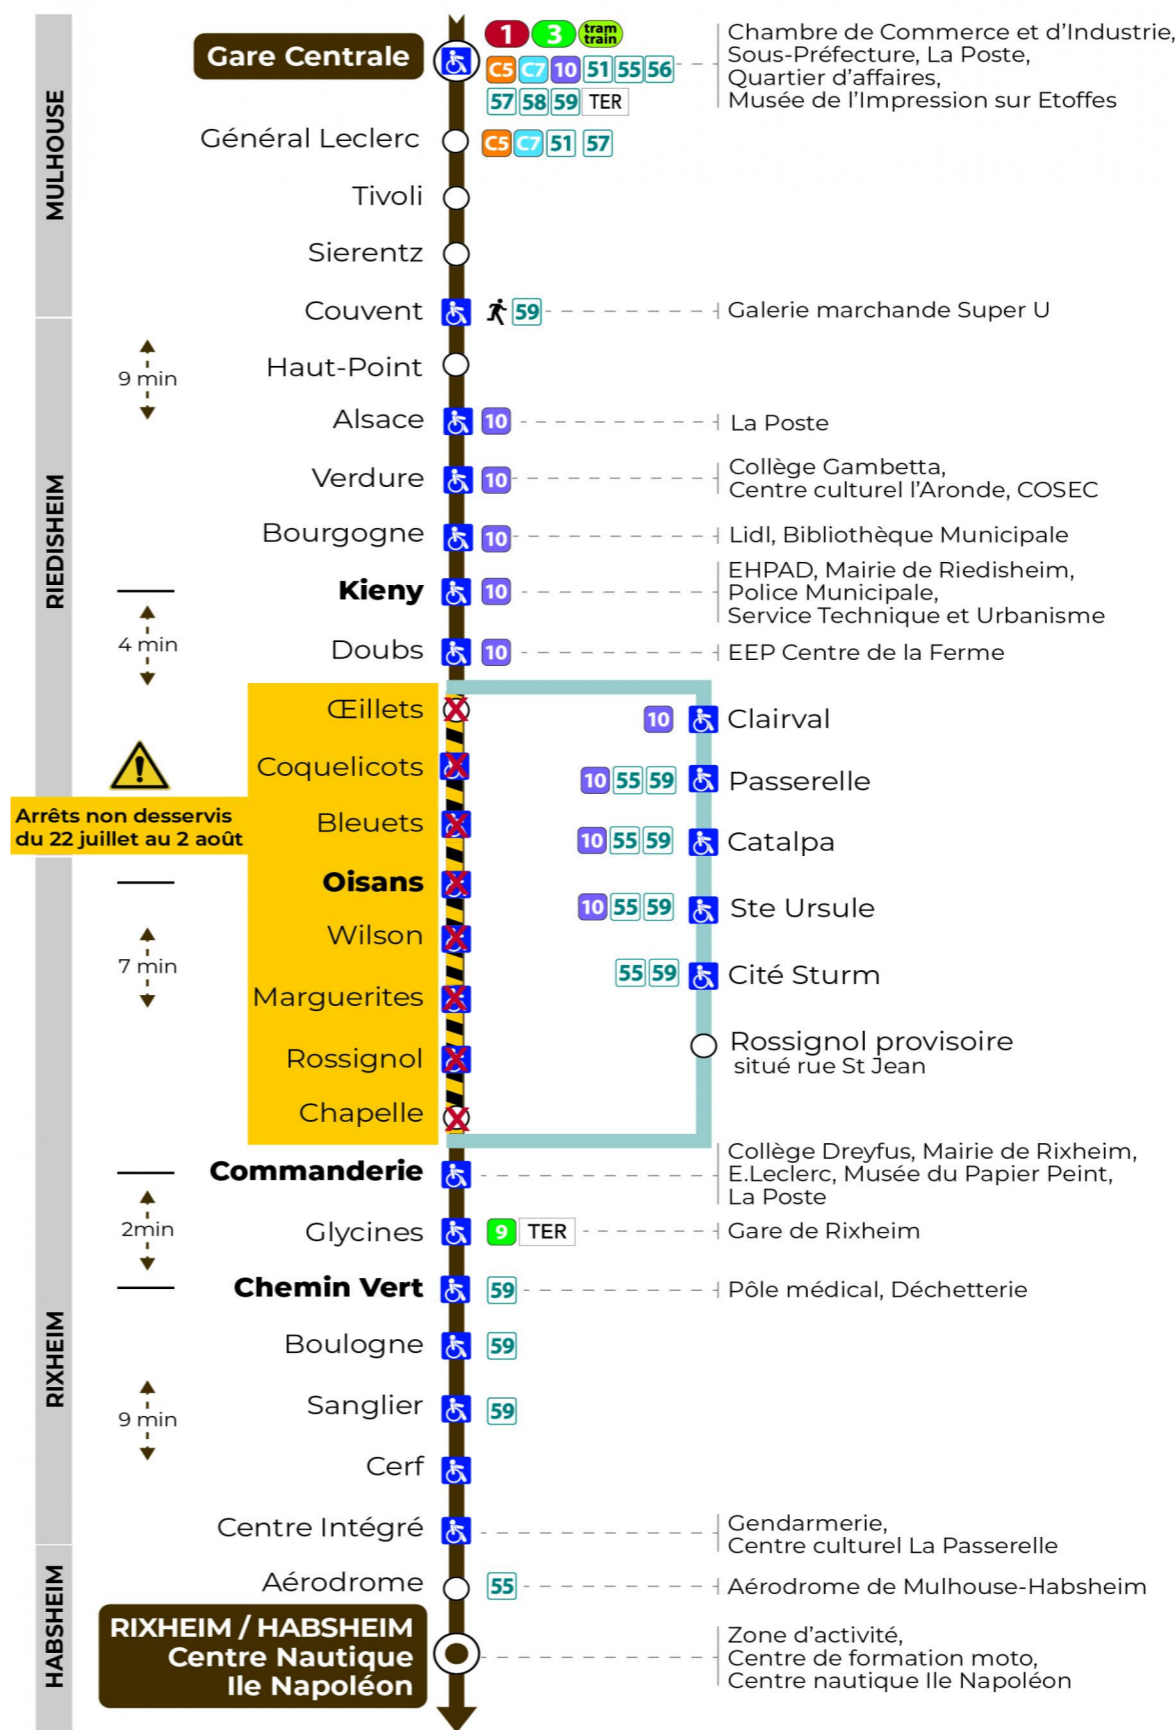 MULHOUSE
Gare Centrale
1 3 tram train
C5 C7 10 51 55 56
57 58 59 TER
Chambre de Commerce et d'Industrie,
Sous-Préfecture, La Poste,
Quartier d'affaires,
Musée de l'Impression sur Etoffes
Général Leclerc
C5 C7 51 57
Tivoli
Sierentz
Couvent
59
Galerie marchande Super U
RIEDISHEIM
9 min
Haut-Point
Alsace
10
La Poste
Verdure
10
Collège Gambetta,
Centre culturel l'Aronde, COSEC
Bourgogne
10
Lidl, Bibliothèque Municipale
Kieny
10
EHPAD, Mairie de Riedisheim,
Police Municipale,
Service Technique et Urbanisme
4 min
Doubs
10
EEP Centre de la Ferme
Œillets
Coquelicots
Bleuets
Arrêts non desservis
du 22 juillet au 2 août
Oisans
7 min
Wilson
Marguerites
Rossignol
Chapelle
10
Clairval
10 55 59
Passerelle
10 55 59
Catalpa
10 55 59
Ste Ursule
55 59
Cité Sturm
Rossignol provisoire
situé rue St Jean
RIXHEIM
Commanderie
Collège Dreyfus, Mairie de Rixheim,
E.Leclerc, Musée du Papier Peint,
La Poste
2min
Glycines
9 TER
Gare de Rixheim
Chemin Vert
59
Pôle médical, Déchetterie
Boulogne
59
9 min
Sanglier
59
Cerf
Centre Intégré
Gendarmerie,
Centre culturel La Passerelle
HABSHEIM
Aérodrome
55
Aérodrome de Mulhouse-Habsheim
RIXHEIM / HABSHEIM
Centre Nautique
Ile Napoléon
Zone d'activité,
Centre de formation moto,
Centre nautique Ile Napoléon